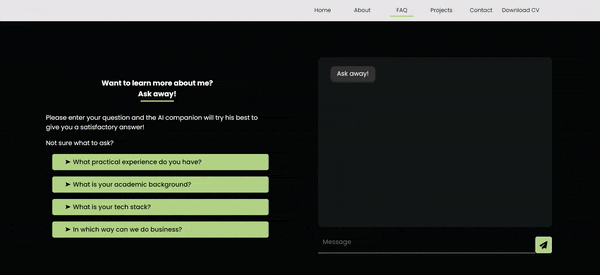 Home About FAQ Projects Contact Download CV
Want to learn more about me?
Ask away!
Please enter your question and the AI companion will try his best to
give you a satisfactory answer!
Not sure what to ask?
➤ What practical experience do you have?
➤ What is your academic background?
➤ What is your tech stack?
➤ In which way can we do business?
Ask away!
Message